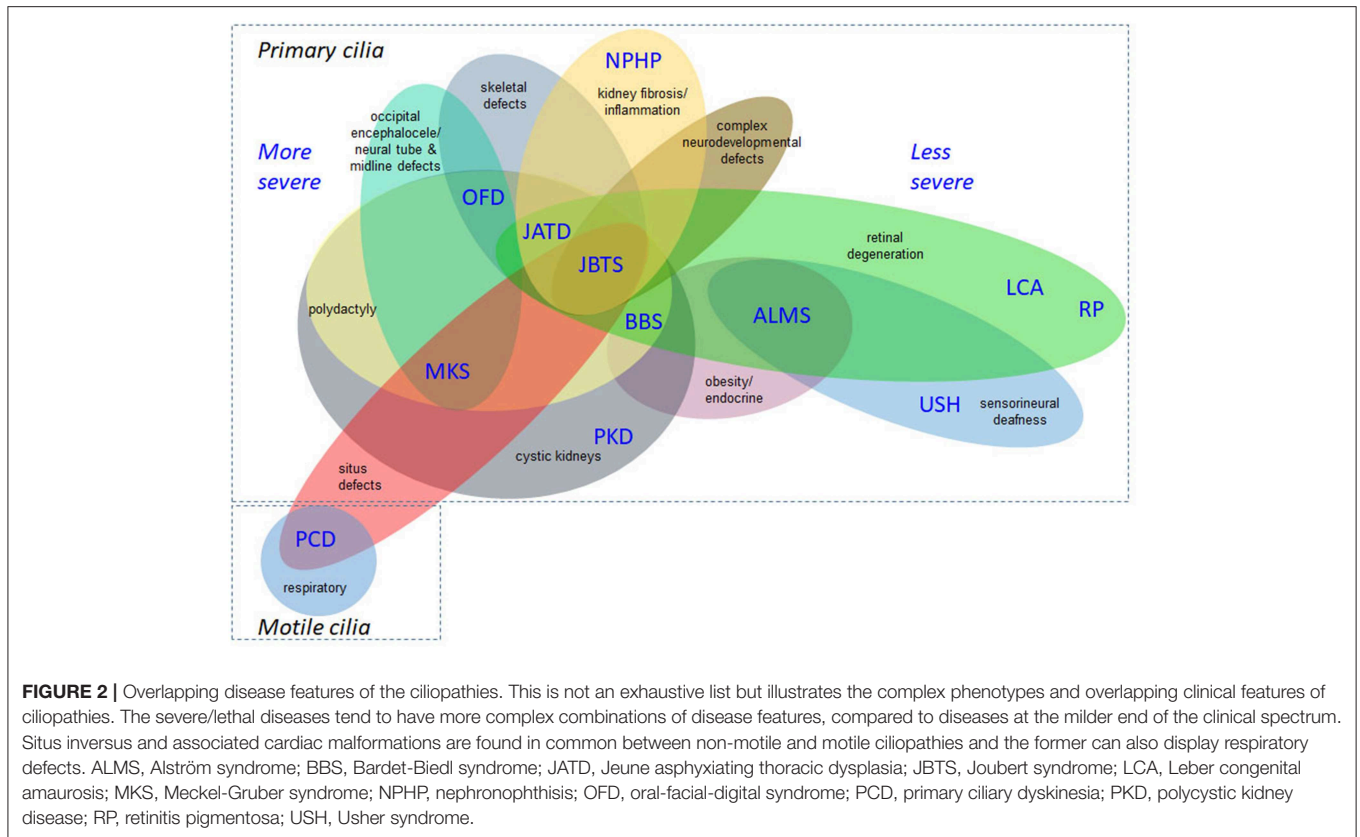 Primary cilia
NPHP
skeletal
defects
kidney fibrosis/
inflammation
occipital
encephalocele/
neural tube &
midline defects
complex
neurodevelopmental
defects
More
severe
Less
severe
OFD
JATD
retinal
degeneration
JBTS
LCA
RP
polydactyly
BBS
ALMS
MKS
obesity/
endocrine
USH
sensorineural
deafness
PKD
cystic kidneys
situs
defects
PCD
respiratory
Motile cilia
FIGURE 2 | Overlapping disease features of the ciliopathies. This is not an exhaustive list but illustrates the complex phenotypes and overlapping clinical features of
ciliopathies. The severe/lethal diseases tend to have more complex combinations of disease features, compared to diseases at the milder end of the clinical spectrum.
Situs inversus and associated cardiac malformations are found in common between non-motile and motile ciliopathies and the former can also display respiratory
defects. ALMS, Alström syndrome; BBS, Bardet-Biedl syndrome; JATD, Jeune asphyxiating thoracic dysplasia; JBTS, Joubert syndrome; LCA, Leber congenital
amaurosis; MKS, Meckel-Gruber syndrome; NPHP, nephronophthisis; OFD, oral-facial-digital syndrome; PCD, primary ciliary dyskinesia; PKD, polycystic kidney
disease; RP, retinitis pigmentosa; USH, Usher syndrome.